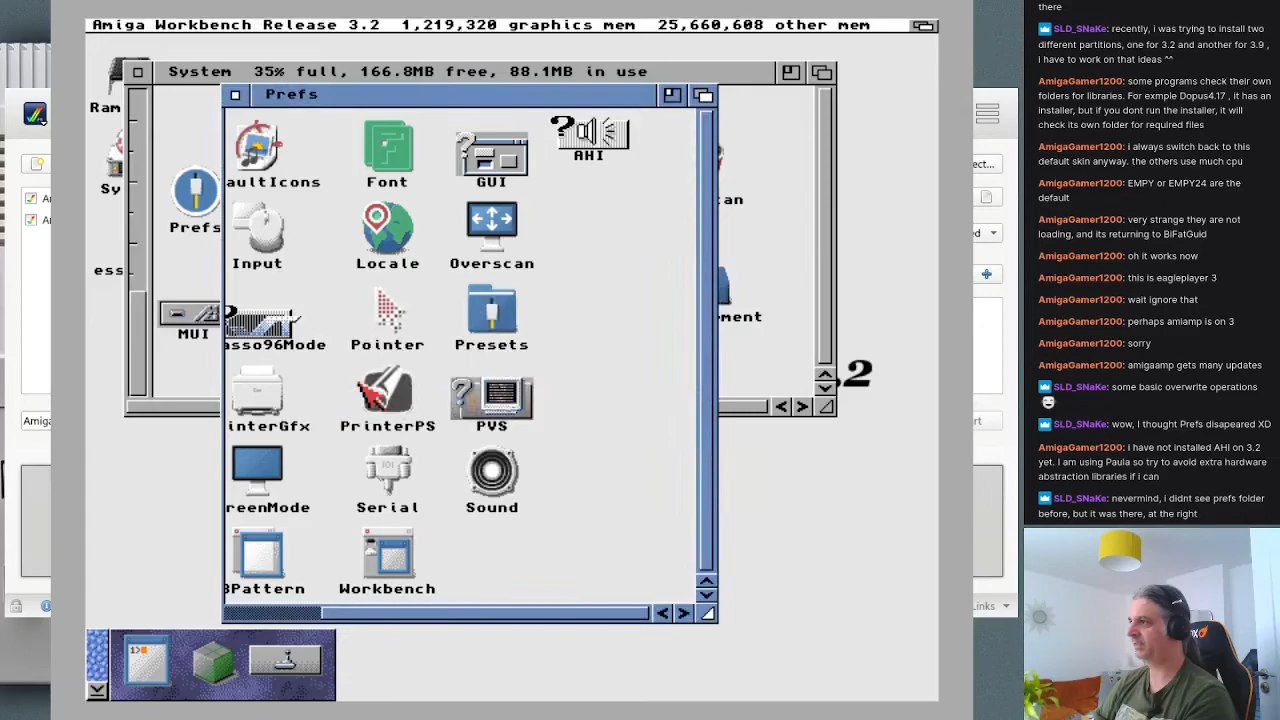 Amiga Workbench Release 3.2  1,219,320 graphics mem  25,660,608 other mem
System  35% full, 166.8MB free, 88.1MB in use
Prefs
Ram
Sy
ess
Prefs
MUI
aultIcons
Font
GUI
AHI
Input
Locale
Overscan
asso96Mode
Pointer
Presets
interGfx
PrinterPS
PVS
reenMode
Serial
Sound
BPattern
Workbench
an
ment
.2
1>
Amiga
ect...
d
rt
Links
there
SLD_SNaKe: recently, i was trying to install two
different partitions, one for 3.2 and another for 3.9 ,
i have to work on that ideas ^^
AmigaGamer1200: some programs check their own
folders for libraries. For exmple Dopus4.17 , it has an
installer, but if you dont run the installer, it will
check its own folder for required files
AmigaGamer1200: i always switch back to this
default skin anyway. the others use much cpu
AmigaGamer1200: EMPY or EMPY24 are the
default
AmigaGamer1200: very strange they are not
loading, and its returning to BiFatGuid
AmigaGamer1200: oh it works now
AmigaGamer1200: this is eagleplayer 3
AmigaGamer1200: wait ignore that
AmigaGamer1200: perhaps amiamp is on 3
AmigaGamer1200: sorry
AmigaGamer1200: amigaamp gets many updates
SLD_SNaKe: some basic overwrite operations
SLD_SNaKe: wow, I thought Prefs disapeared XD
AmigaGamer1200: i have not installed AHI on 3.2
yet. I am using Paula so try to avoid extra hardware
abstraction libraries if i can
SLD_SNaKe: nevermind, i didnt see prefs folder
before, but it was there, at the right